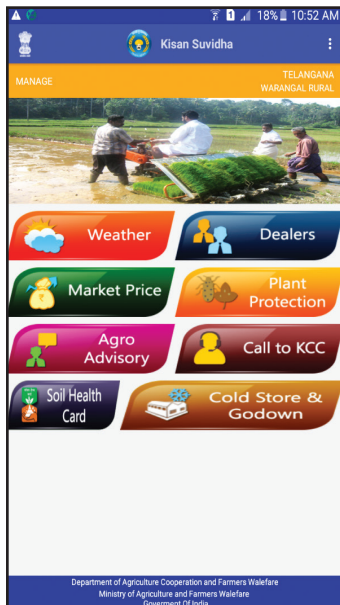 1 18% 10:52 AM
Kisan Suvidha
MANAGE
TELANGANA
WARANGAL RURAL
Weather
Dealers
Market Price
Plant
Protection
Agro
Advisory
Call to KCC
Soil Health
Card
Cold Store &
Godown
Department of Agriculture Cooperation and Farmers Walefare
Ministry of Agriculture and Farmers Walefare
Goverment Of India